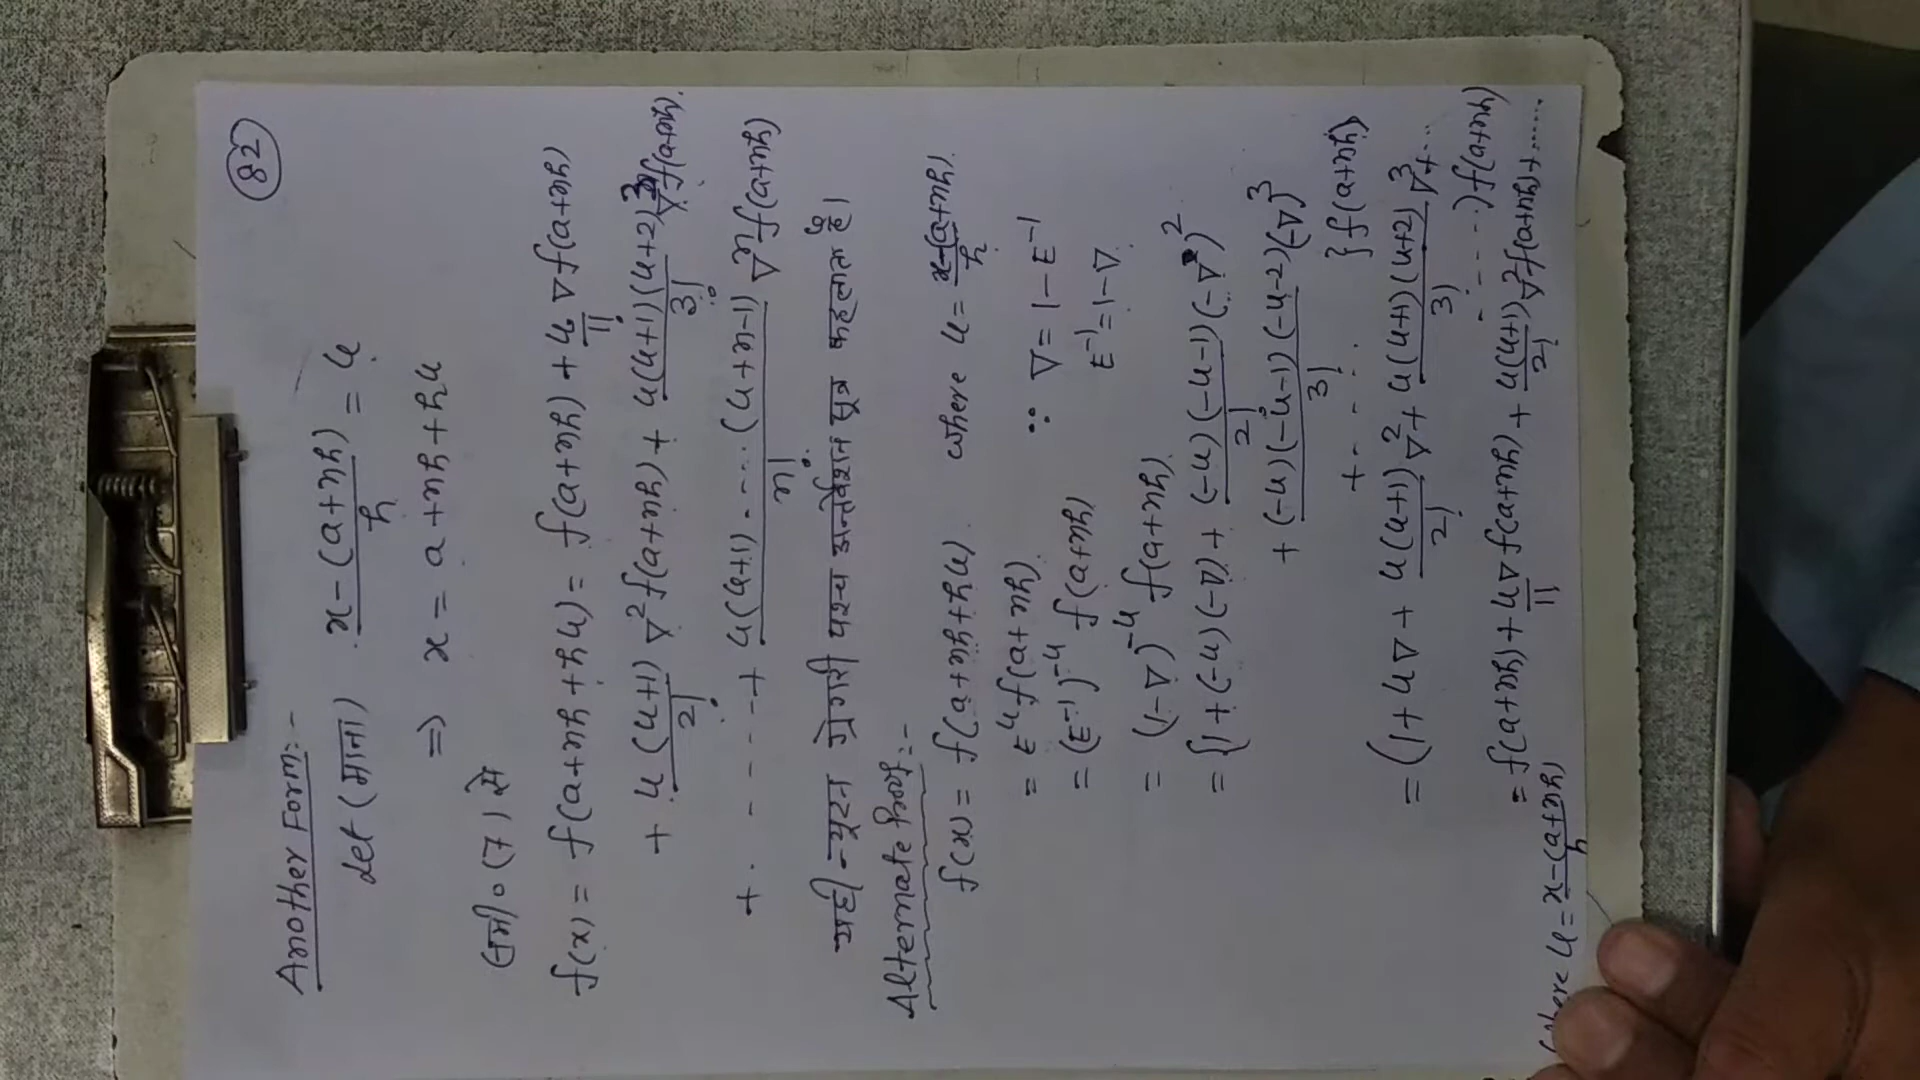 82
Another Form:-
Let (माना) x-(a+nh)/h = u
⇒ x = a+nh+hu
समी० (7) से
f(x) = f(a+nh+hu) = f(a+nh) + u/1! ∇f(a+nh)
+ u(u+1)/2! ∇²f(a+nh) + u(u+1)(u+2)/3! ∇³f(a+nh).
+ ------ + u(u+1)----(u+n-1)/n! ∇ⁿf(a+nh)
यही न्यूटन ग्रेगारी पश्च अन्तर्वेशन सूत्र कहलाता है।
Alternate Proof:-
f(x) = f(a+nh+hu) where u = x-(a+nh)/h.
= Eᵘf(a+nh) ∵ ∇ = 1-E⁻¹
= (E⁻¹)⁻ᵘ f(a+nh) E⁻¹ = 1-∇
= (1-∇)⁻ᵘ f(a+nh)
= {1+(-u)(-∇) + (-u)(-u-1)/2! (-∇)²
+ (-u)(-u-1)(-u-2)/3! (-∇)³
+ ---- } f(a+nh)
= (1+u∇ + u(u+1)/2! ∇² + u(u+1)(u+2)/3! ∇³+...
-----) f(a+nh)
= f(a+nh) + u/1! ∇ f(a+nh) + u(u+1)/2! ∇²f(a+nh)+......
where u = x-(a+nh)/h